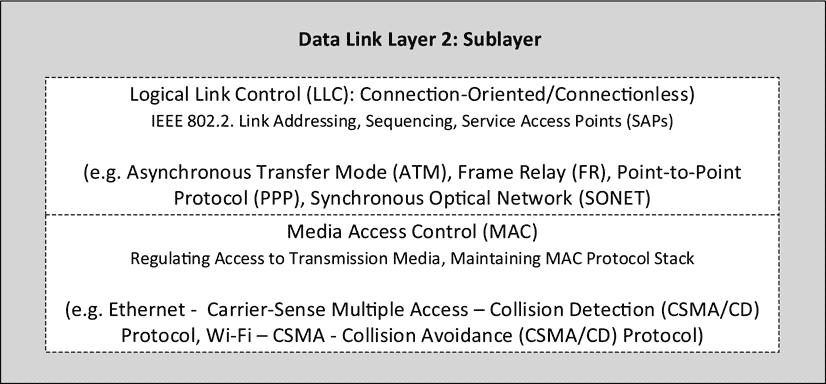 Data Link Layer 2: Sublayer
Logical Link Control (LLC): Connection-Oriented/Connectionless)
IEEE 802.2. Link Addressing, Sequencing, Service Access Points (SAPs)
(e.g. Asynchronous Transfer Mode (ATM), Frame Relay (FR), Point-to-Point
Protocol (PPP), Synchronous Optical Network (SONET)
Media Access Control (MAC)
Regulating Access to Transmission Media, Maintaining MAC Protocol Stack
(e.g. Ethernet - Carrier-Sense Multiple Access – Collision Detection (CSMA/CD)
Protocol, Wi-Fi – CSMA - Collision Avoidance (CSMA/CD) Protocol)